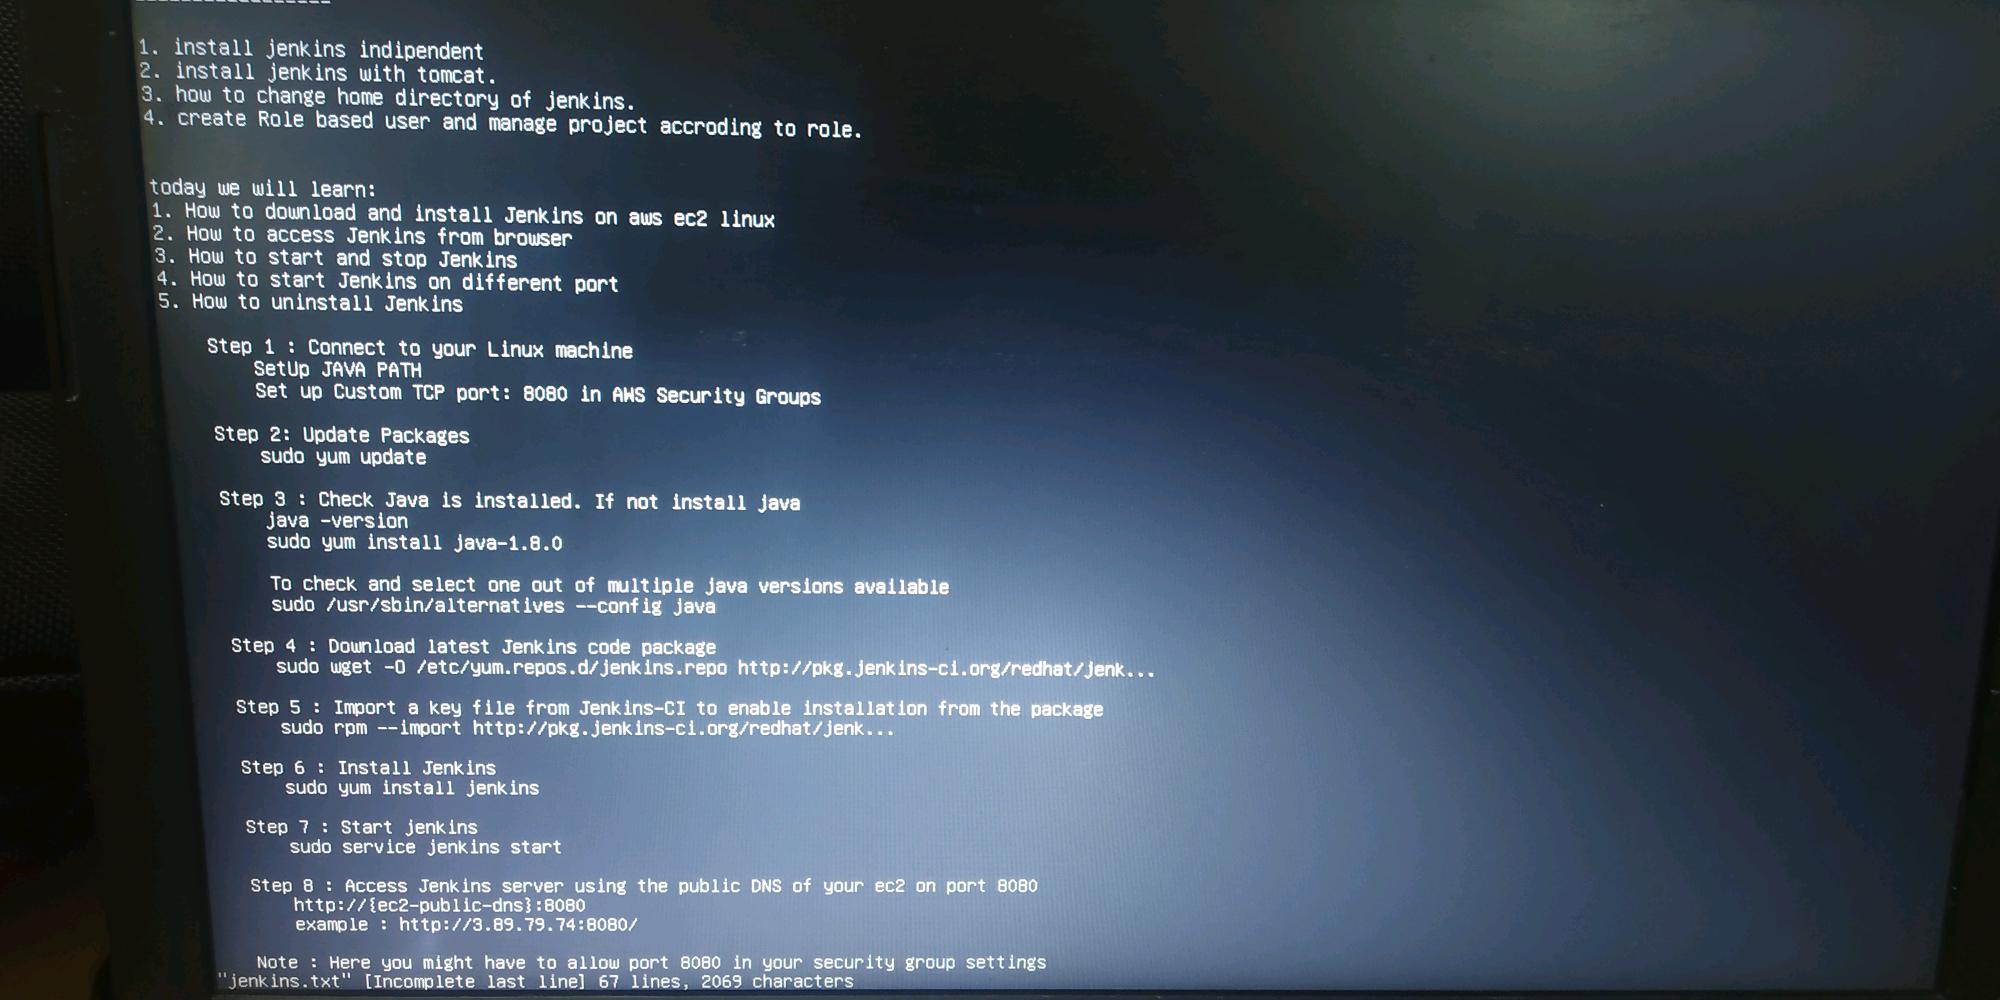 1. install jenkins indipendent
2. install jenkins with tomcat.
3. how to change home directory of jenkins.
4. create Role based user and manage project accroding to role.
today we will learn:
1. How to download and install Jenkins on aws ec2 linux
2. How to access Jenkins from browser
3. How to start and stop Jenkins
4. How to start Jenkins on different port
5. How to uninstall Jenkins
Step 1 : Connect to your Linux machine
SetUp JAVA PATH
Set up Custom TCP port: 8080 in AWS Security Groups
Step 2: Update Packages
sudo yum update
Step 3 : Check Java is installed. If not install java
java -version
sudo yum install java-1.8.0
To check and select one out of multiple java versions available
sudo /usr/sbin/alternatives --config java
Step 4 : Download latest Jenkins code package
sudo wget -O /etc/yum.repos.d/jenkins.repo http://pkg.jenkins-ci.org/redhat/jenk...
Step 5 : Import a key file from Jenkins-CI to enable installation from the package
sudo rpm --import http://pkg.jenkins-ci.org/redhat/jenk...
Step 6 : Install Jenkins
sudo yum install jenkins
Step 7 : Start jenkins
sudo service jenkins start
Step 8 : Access Jenkins server using the public DNS of your ec2 on port 8080
http://{ec2-public-dns}:8080
example : http://3.89.79.74:8080/
Note : Here you might have to allow port 8080 in your security group settings
"jenkins.txt" [Incomplete last line] 67 lines, 2069 characters